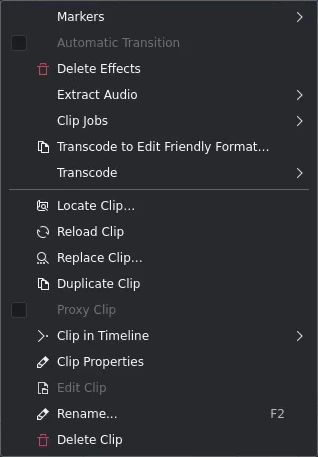 Markers
Automatic Transition
Delete Effects
Extract Audio
Clip Jobs
Transcode to Edit Friendly Format...
Transcode
Locate Clip...
Reload Clip
Replace Clip...
Duplicate Clip
Proxy Clip
Clip in Timeline
Clip Properties
Edit Clip
Rename... F2
Delete Clip